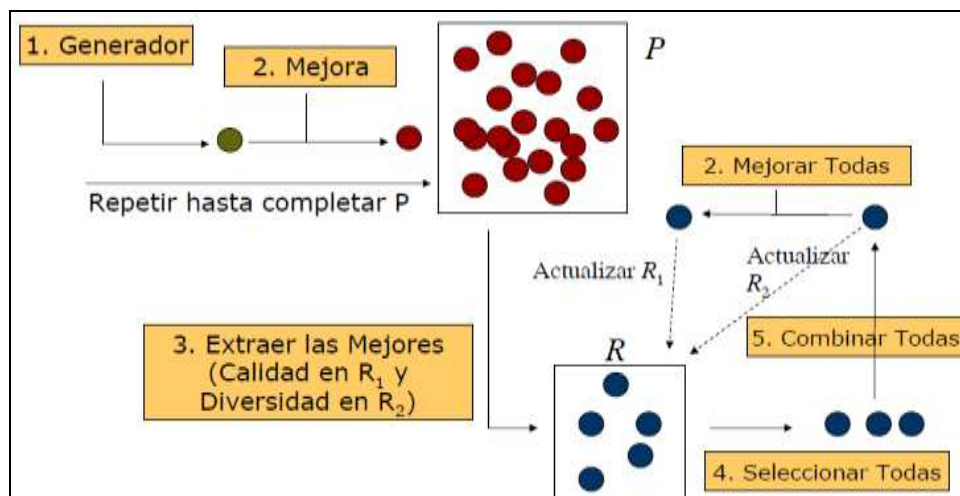 1. Generador
2. Mejora
P
Repetir hasta completar P
2. Mejorar Todas
Actualizar R1
Actualizar
R2
3. Extraer las Mejores
(Calidad en R1 y
Diversidad en R2)
R
5. Combinar Todas
4. Seleccionar Todas